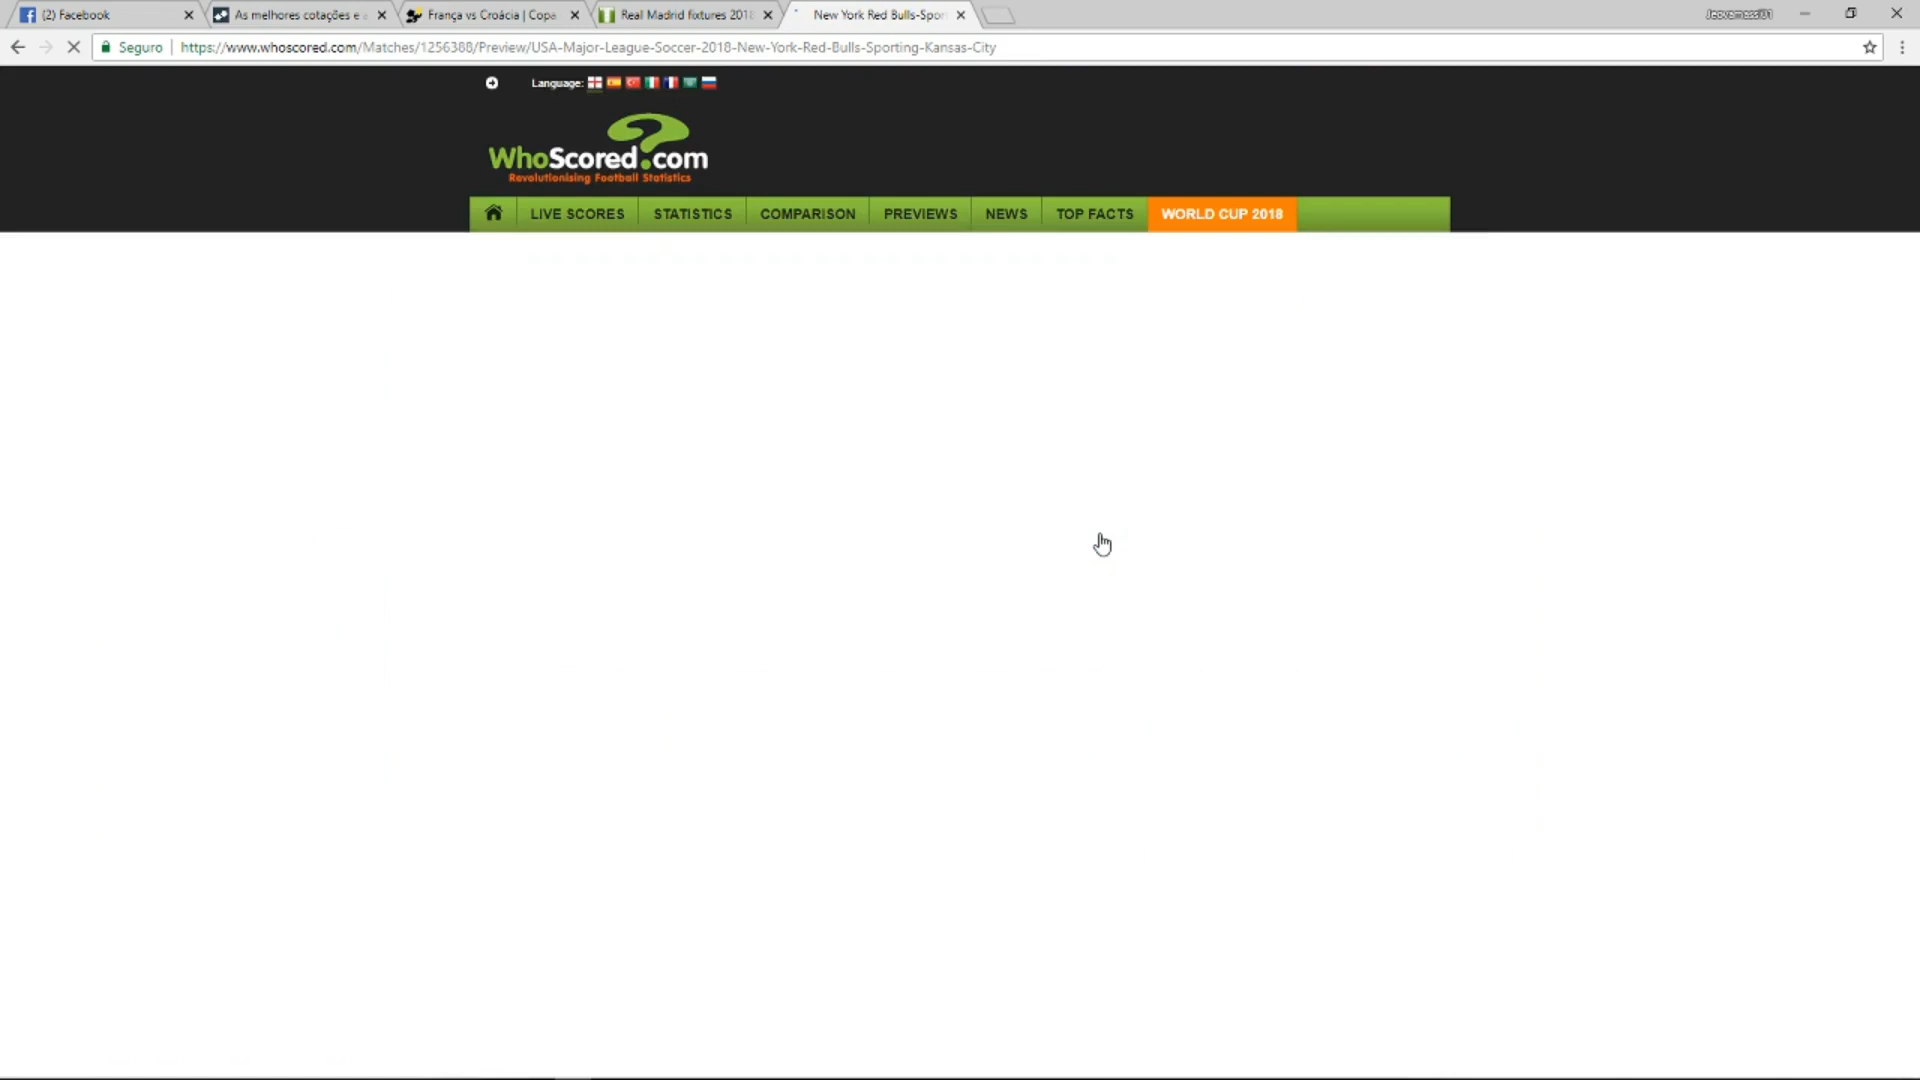 (2) Facebook
As melhores cotações e a
França vs Croácia | Copa
Real Madrid fixtures 2018
New York Red Bulls-Spor
Seguro
https://www.whoscored.com/Matches/1256388/Preview/USA-Major-League-Soccer-2018-New-York-Red-Bulls-Sporting-Kansas-City
Language:
WhoScored.com
Revolutionising Football Statistics
LIVE SCORES
STATISTICS
COMPARISON
PREVIEWS
NEWS
TOP FACTS
WORLD CUP 2018